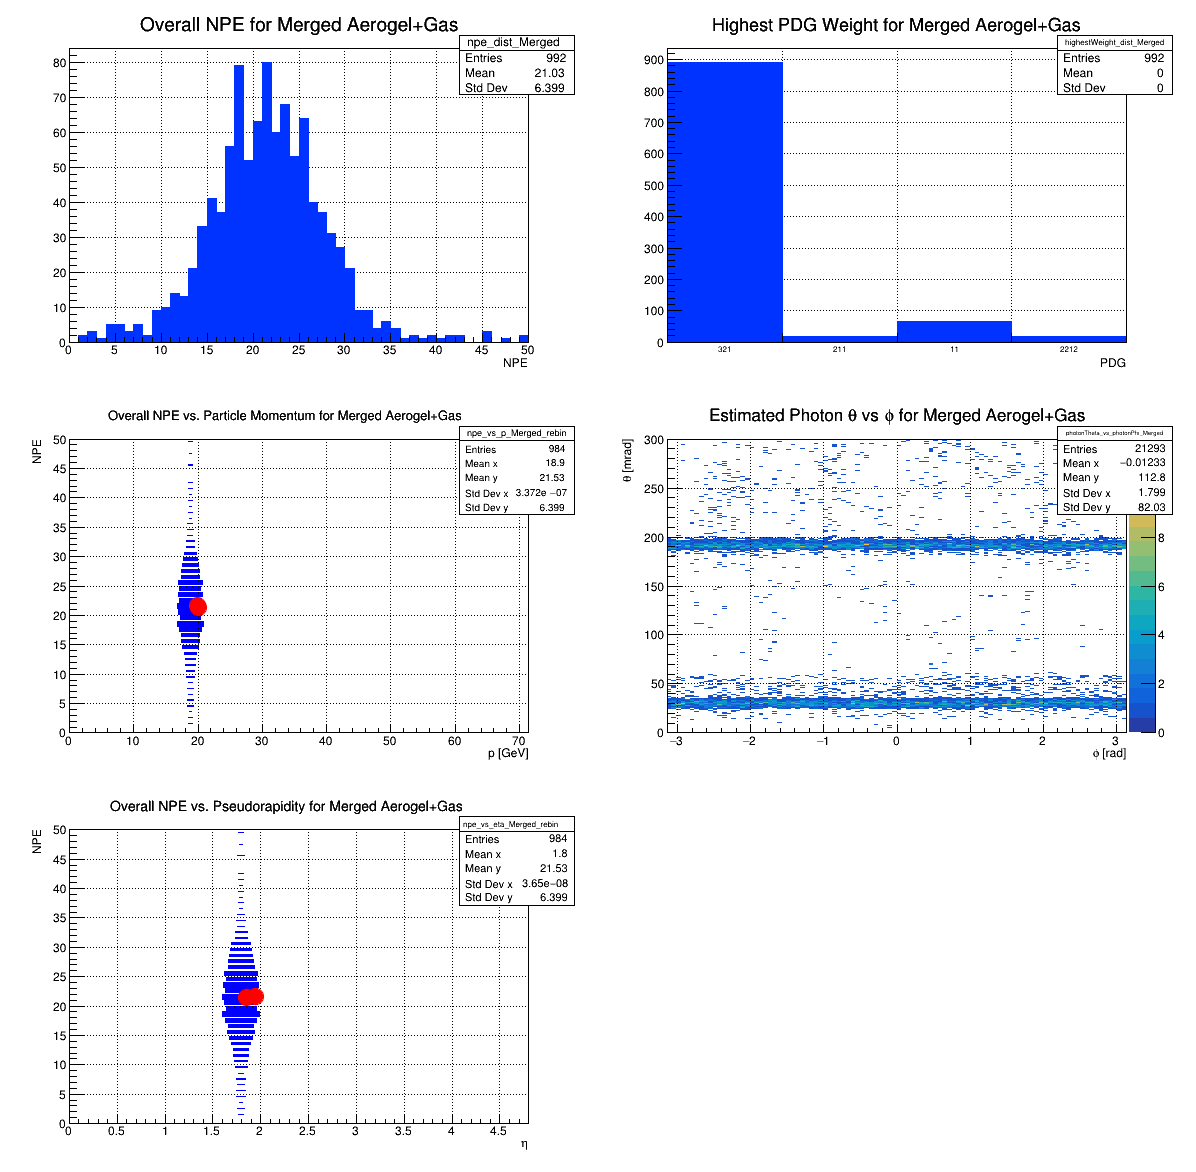 Overall NPE for Merged Aerogel+Gas
npe_dist_Merged
Entries 992
Mean 21.03
Std Dev 6.399
80
70
60
50
40
30
20
10
0
0 5 10 15 20 25 30 35 40 45 50
NPE
Highest PDG Weight for Merged Aerogel+Gas
highestWeight_dist_Merged
Entries 992
Mean 0
Std Dev 0
900
800
700
600
500
400
300
200
100
0
321 211 11 2212
PDG
Overall NPE vs. Particle Momentum for Merged Aerogel+Gas
npe_vs_p_Merged_rebin
Entries 984
Mean x 18.9
Mean y 21.53
Std Dev x 3.372e −07
Std Dev y 6.399
NPE
50
45
40
35
30
25
20
15
10
5
0
0 10 20 30 40 50 60 70
p [GeV]
Estimated Photon θ vs ϕ for Merged Aerogel+Gas
photonTheta_vs_photonPhi_Merged
Entries 21293
Mean x −0.01233
Mean y 112.8
Std Dev x 1.799
Std Dev y 82.03
θ [mrad]
300
250
200
150
100
50
0
−3 −2 −1 0 1 2 3
ϕ [rad]
8
6
4
2
0
Overall NPE vs. Pseudorapidity for Merged Aerogel+Gas
npe_vs_eta_Merged_rebin
Entries 984
Mean x 1.8
Mean y 21.53
Std Dev x 3.65e−08
Std Dev y 6.399
NPE
50
45
40
35
30
25
20
15
10
5
0
0 0.5 1 1.5 2 2.5 3 3.5 4 4.5
η